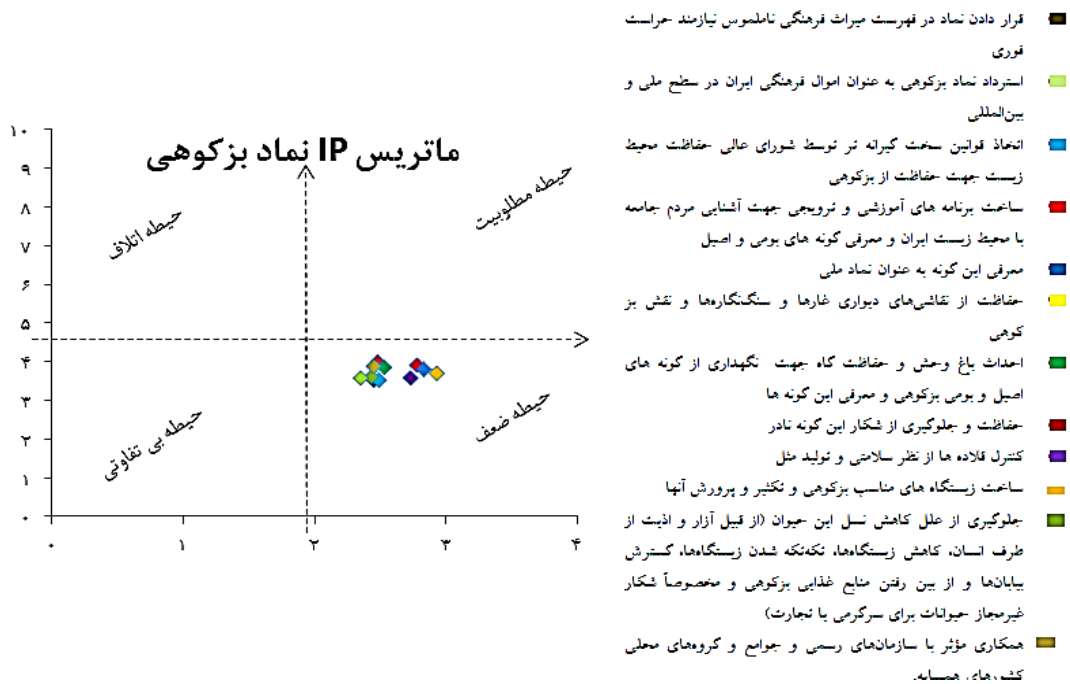 ماتریس IP نماد بزکوهی
حیطه اتلاف
حیطه مطلوبیت
حیطه بی تفاوتی
حیطه ضعف
۱۰
۹
۸
۷
۶
۵
۴
۳
۲
۱
۰
۰ ۱ ۲ ۳ ۴
قرار دادن نماد در فهرست میراث فرهنگی ناملموس نیازمند حراست
فوری
استرداد نماد بزکوهی به عنوان اموال فرهنگی ایران در سطح ملی و
بین‌المللی
اتخاذ قوانین سخت گیرانه تر توسط شورای عالی حفاظت محیط
زیست جهت حفاظت از بزکوهی
ساخت برنامه های آموزشی و ترویجی جهت آشنایی مردم جامعه
با محیط زیست ایران و معرفی گونه های بومی و اصیل
معرفی این گونه به عنوان نماد ملی
حفاظت از نقاشی‌های دیواری غارها و سنگ‌نگاره‌ها و نقش بز
کوهی
احداث باغ وحش و حفاظت گاه جهت نگهداری از گونه های
اصیل و بومی بزکوهی و معرفی این گونه ها
حفاظت و جلوگیری از شکار این گونه نادر
کنترل قلاده ها از نظر سلامتی و تولید مثل
ساخت زیستگاه های مناسب بزکوهی و تکثیر و پرورش آنها
جلوگیری از علل کاهش نسل این حیوان (از قبیل آزار و اذیت از
طرف انسان، کاهش زیستگاه‌ها، تکه‌تکه شدن زیستگاه‌ها، گسترش
بیابان‌ها و از بین رفتن منابع غذایی بزکوهی و مخصوصاً شکار
غیرمجاز حیوانات برای سرگرمی یا تجارت)
همکاری مؤثر با سازمان‌های رسمی و جوامع و گروه‌های محلی
کشورهای همسایه.